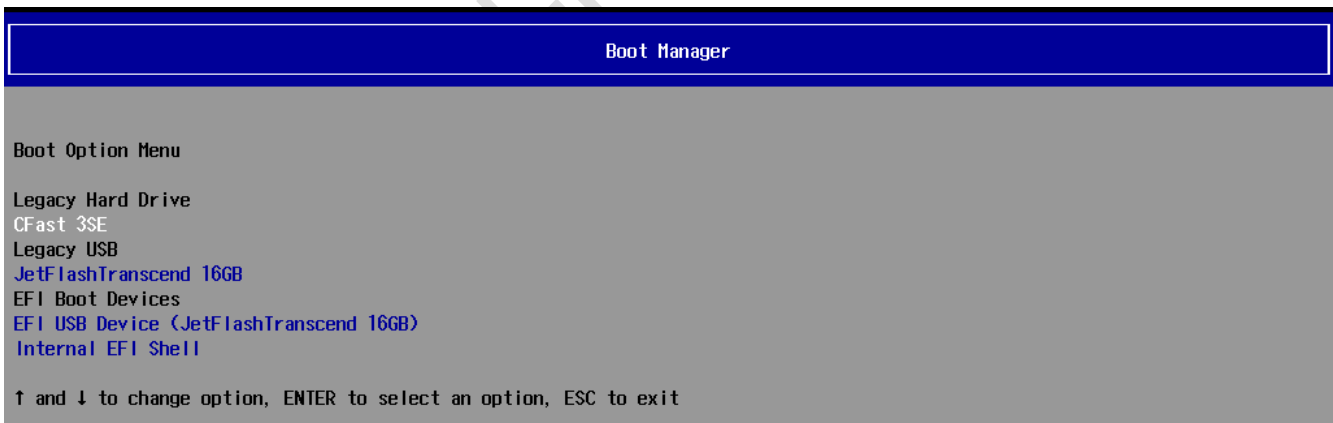 Boot Manager
Boot Option Menu
Legacy Hard Drive
CFast 3SE
Legacy USB
JetFlashTranscend 16GB
EFI Boot Devices
EFI USB Device (JetFlashTranscend 16GB)
Internal EFI Shell
↑ and ↓ to change option, ENTER to select an option, ESC to exit